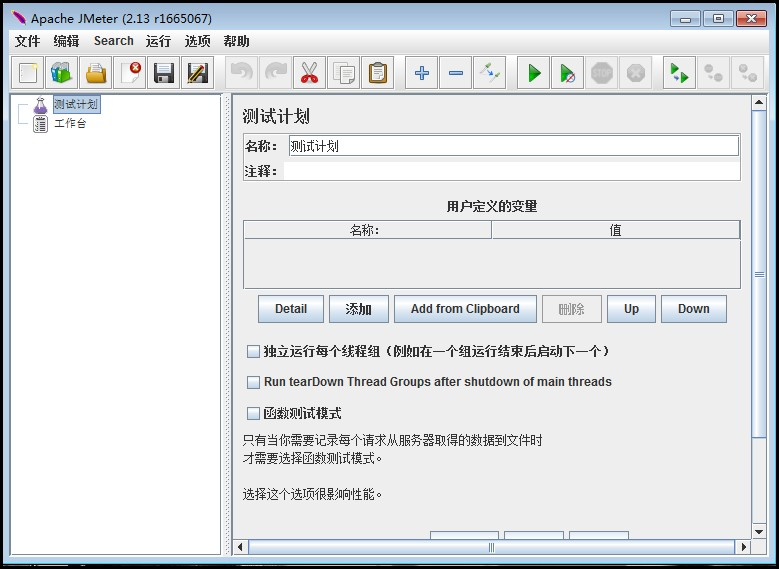 Apache JMeter (2.13 r1665067)
文件 编辑 Search 运行 选项 帮助
STOP
测试计划
工作台
测试计划
名称： 测试计划
注释：
用户定义的变量
名称： 值
Detail 添加 Add from Clipboard 删除 Up Down
独立运行每个线程组（例如在一个组运行结束后启动下一个）
Run tearDown Thread Groups after shutdown of main threads
函数测试模式
只有当你需要记录每个请求从服务器取得的数据到文件时
才需要选择函数测试模式。
选择这个选项很影响性能。